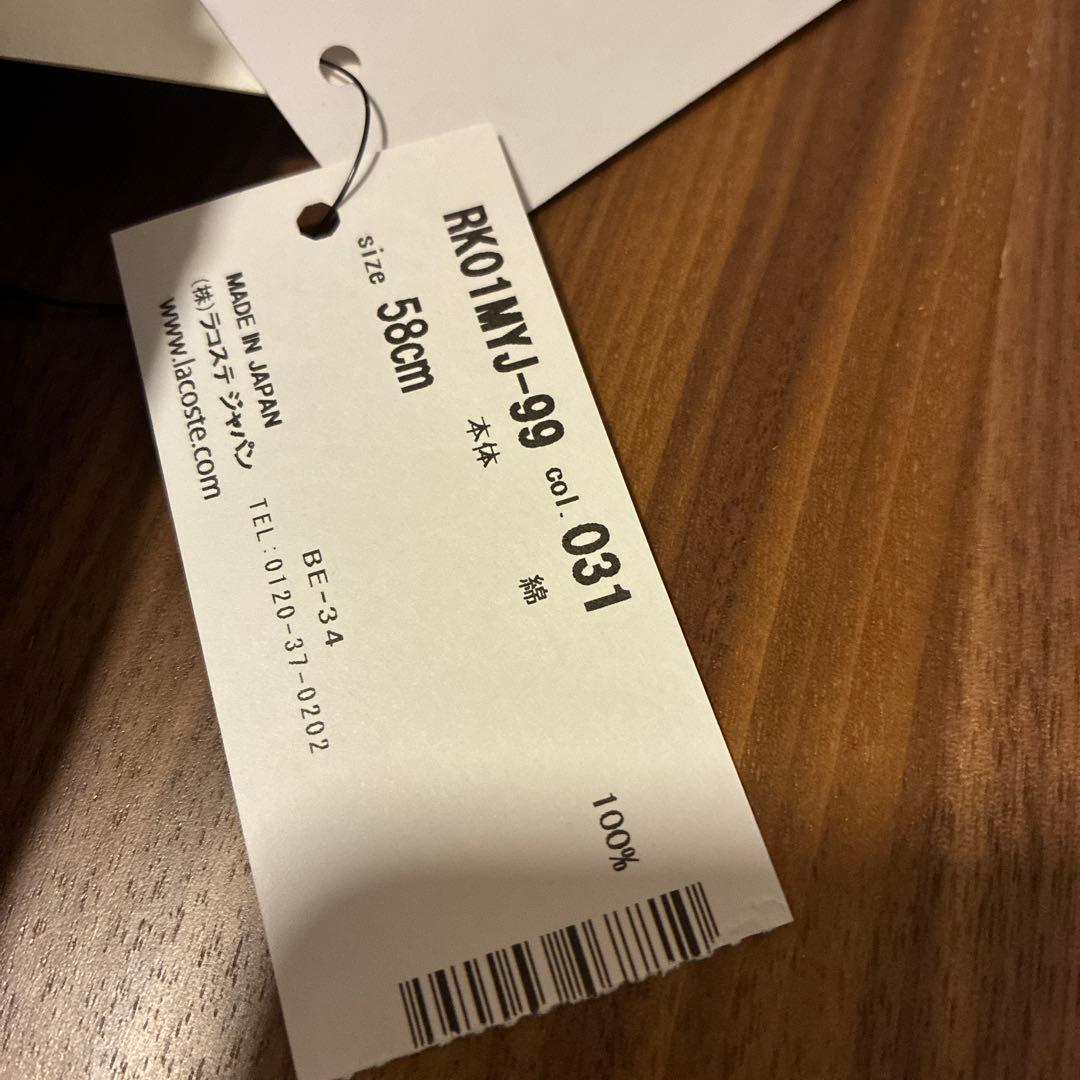 RK01MYJ-99 col. 031
本体 綿 100%
size 58cm
BE-34
MADE IN JAPAN
(株)ラコステ ジャパン TEL:0120-37-0202
www.lacoste.com